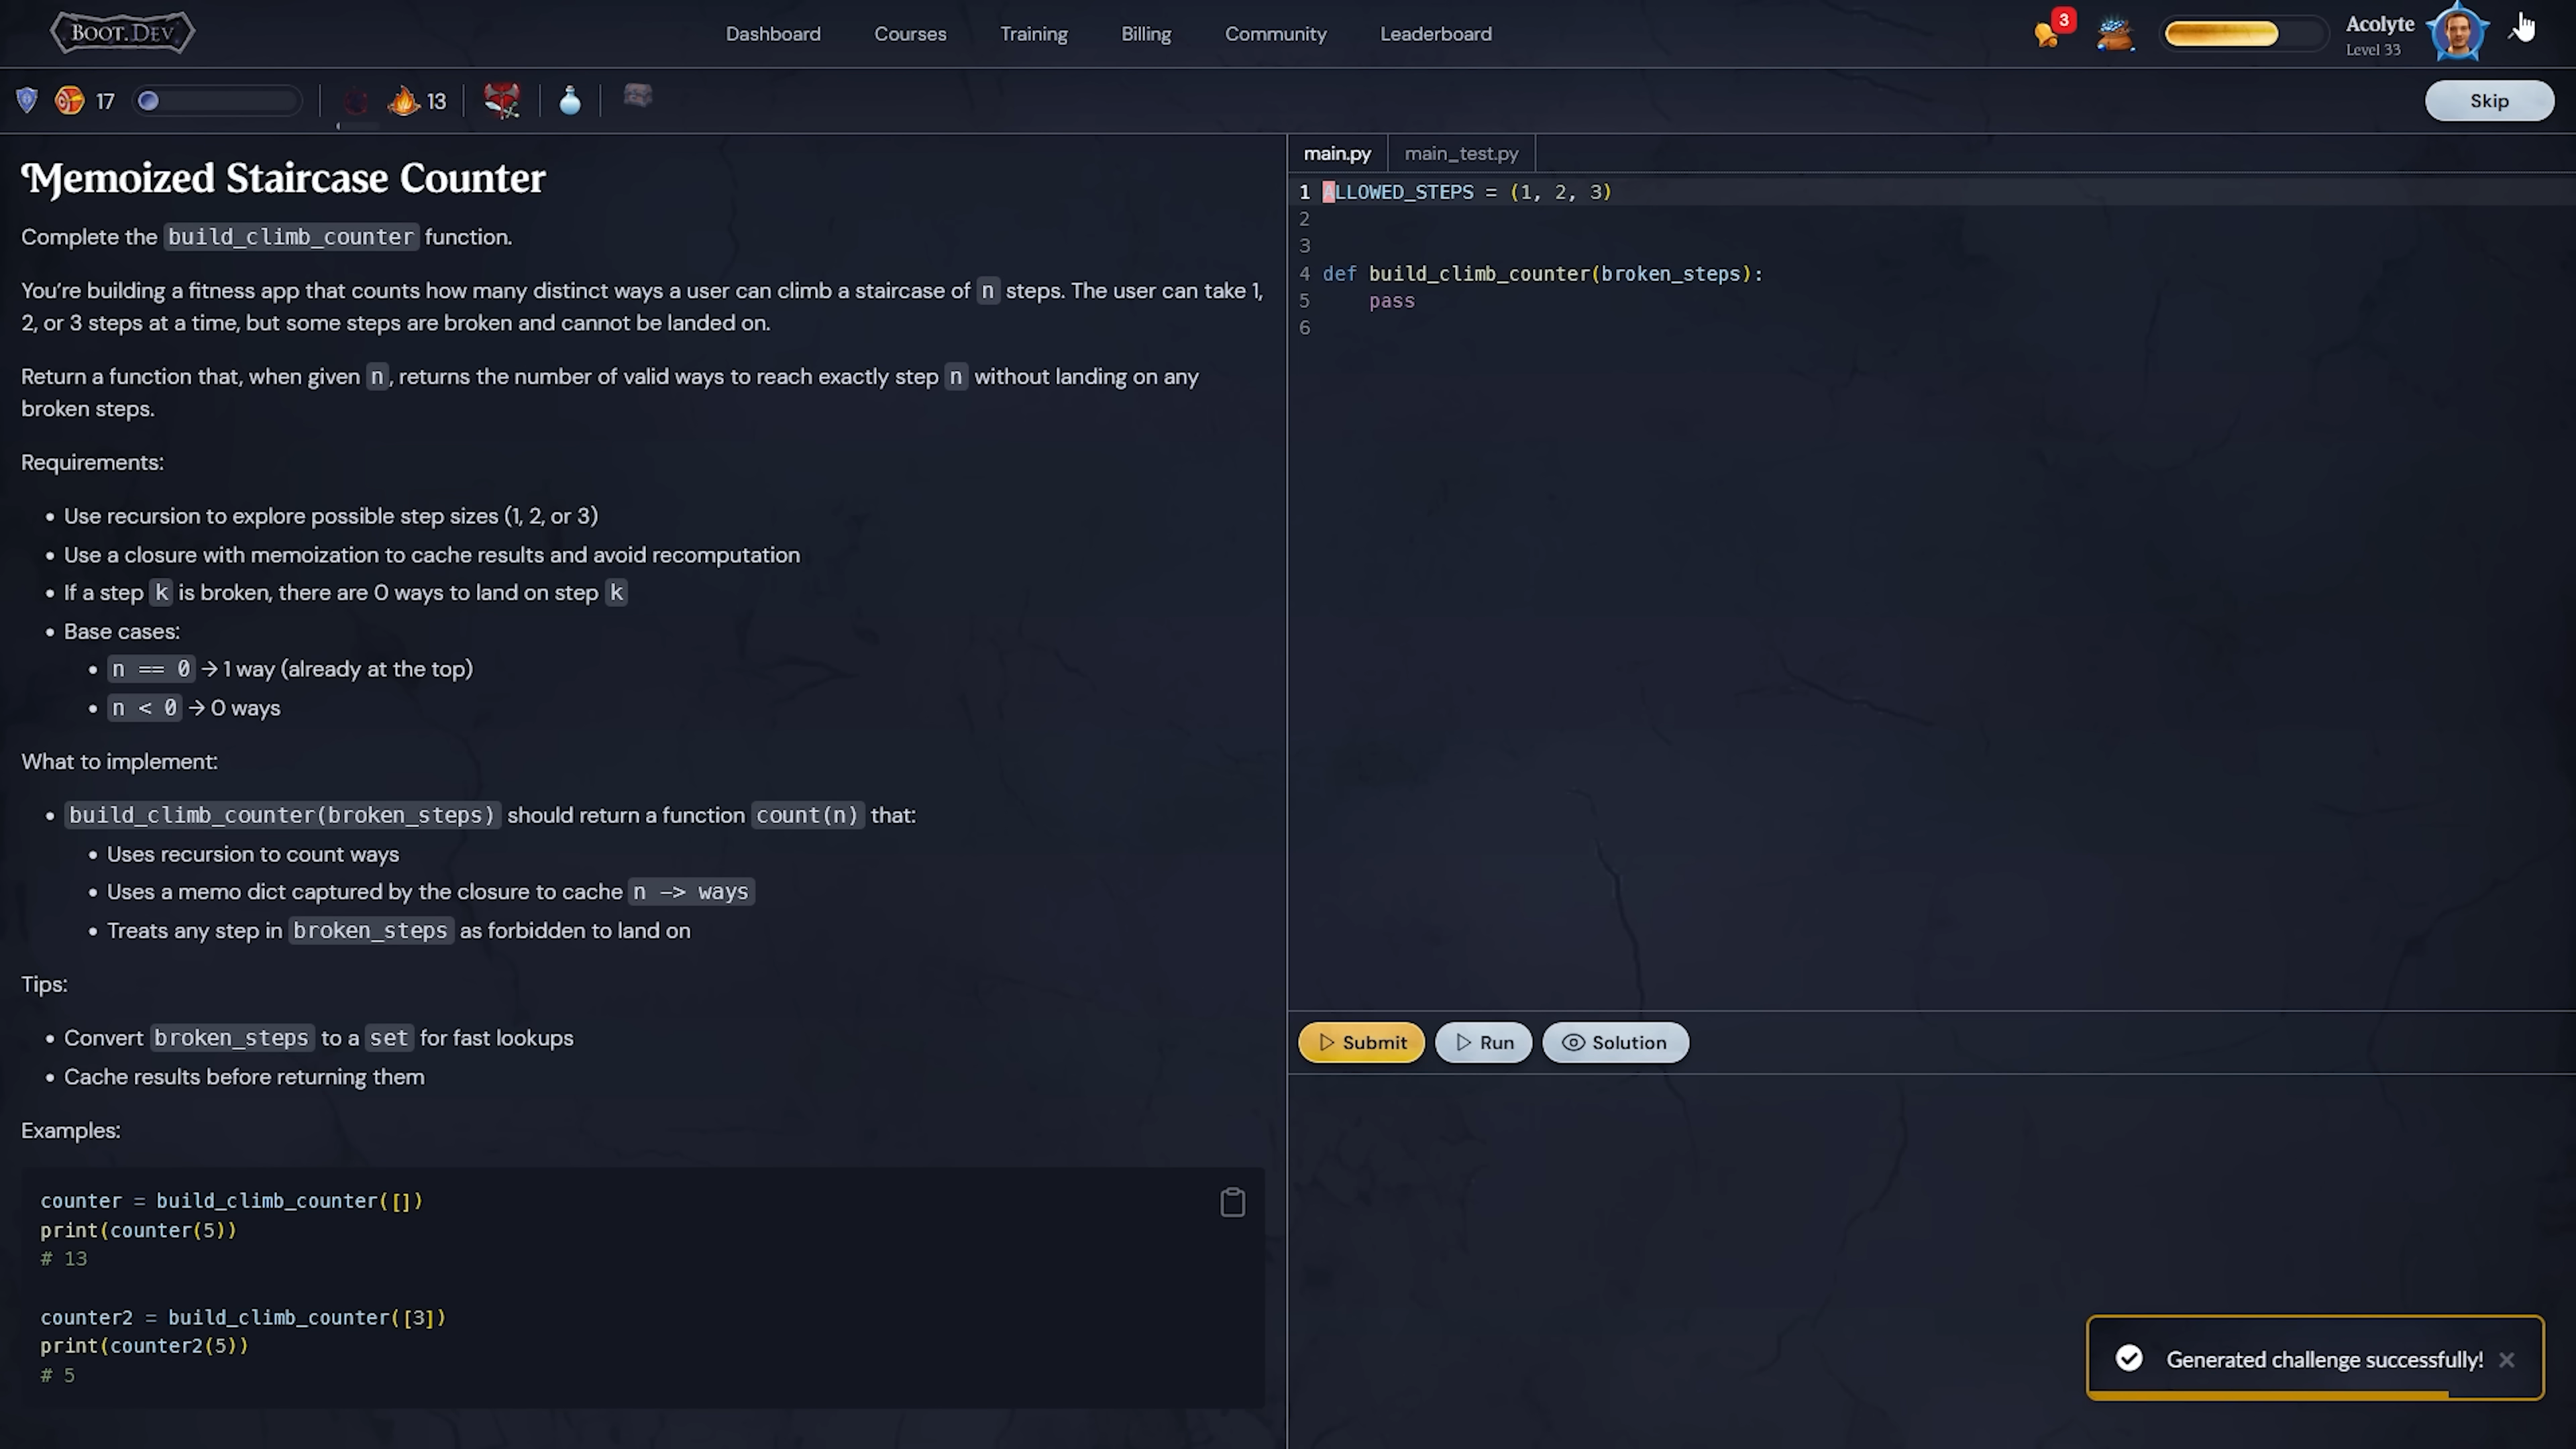 BOOT.DEV
Dashboard
Courses
Training
Billing
Community
Leaderboard
3
Acolyte
Level 33
17
13
Skip
Memoized Staircase Counter
Complete the build_climb_counter function.
You’re building a fitness app that counts how many distinct ways a user can climb a staircase of n steps. The user can take 1,
2, or 3 steps at a time, but some steps are broken and cannot be landed on.
Return a function that, when given n, returns the number of valid ways to reach exactly step n without landing on any
broken steps.
Requirements:
• Use recursion to explore possible step sizes (1, 2, or 3)
• Use a closure with memoization to cache results and avoid recomputation
• If a step k is broken, there are 0 ways to land on step k
• Base cases:
• n == 0 → 1 way (already at the top)
• n < 0 → 0 ways
What to implement:
• build_climb_counter(broken_steps) should return a function count(n) that:
• Uses recursion to count ways
• Uses a memo dict captured by the closure to cache n -> ways
• Treats any step in broken_steps as forbidden to land on
Tips:
• Convert broken_steps to a set for fast lookups
• Cache results before returning them
Examples:
counter = build_climb_counter([])
print(counter(5))
# 13
counter2 = build_climb_counter([3])
print(counter2(5))
# 5
main.py
main_test.py
1 ALLOWED_STEPS = (1, 2, 3)
2
3
4 def build_climb_counter(broken_steps):
5     pass
6
Submit
Run
Solution
Generated challenge successfully!